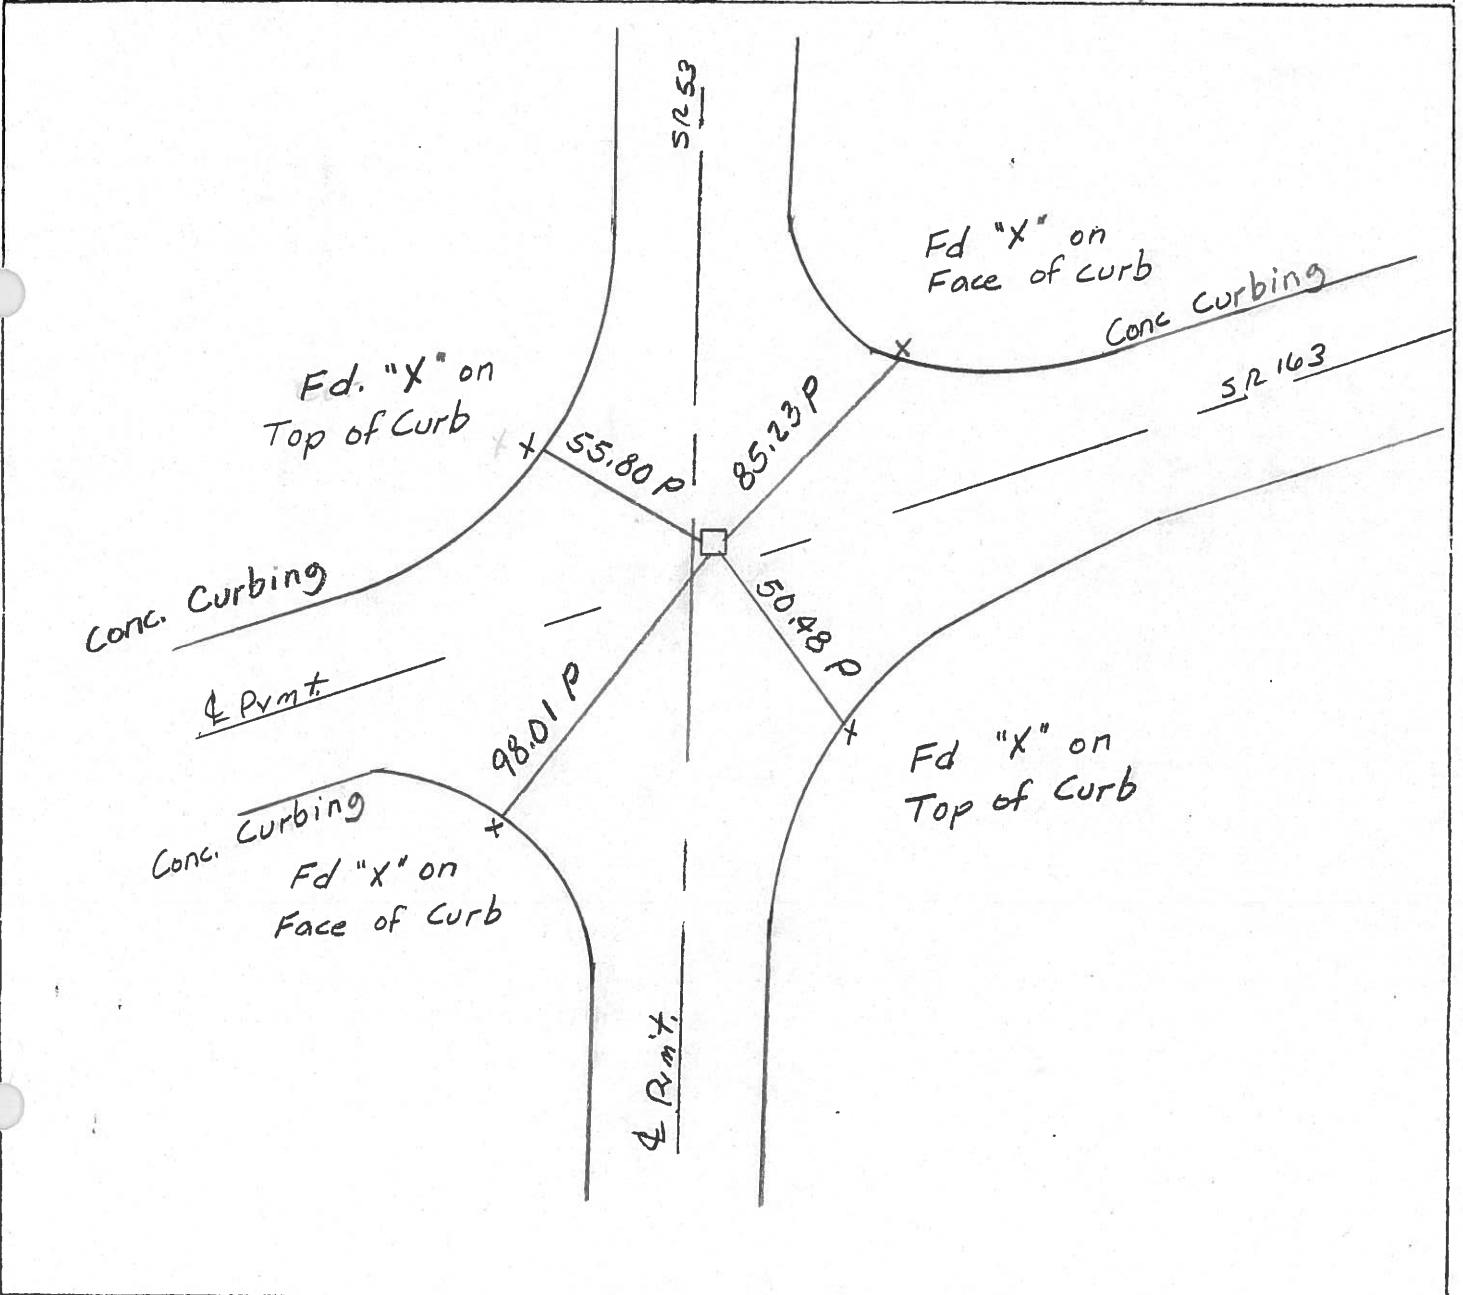 SR 53
Fd "X" on
Face of Curb
Conc Curbing
SR 163
Fd. "X" on
Top of Curb
55.80 P
85.23 P
Conc. Curbing
50.48 P
℄ Pvmt.
98.01 P
Fd "X" on
Top of Curb
Conc. Curbing
Fd "X" on
Face of Curb
℄ Pvmt.